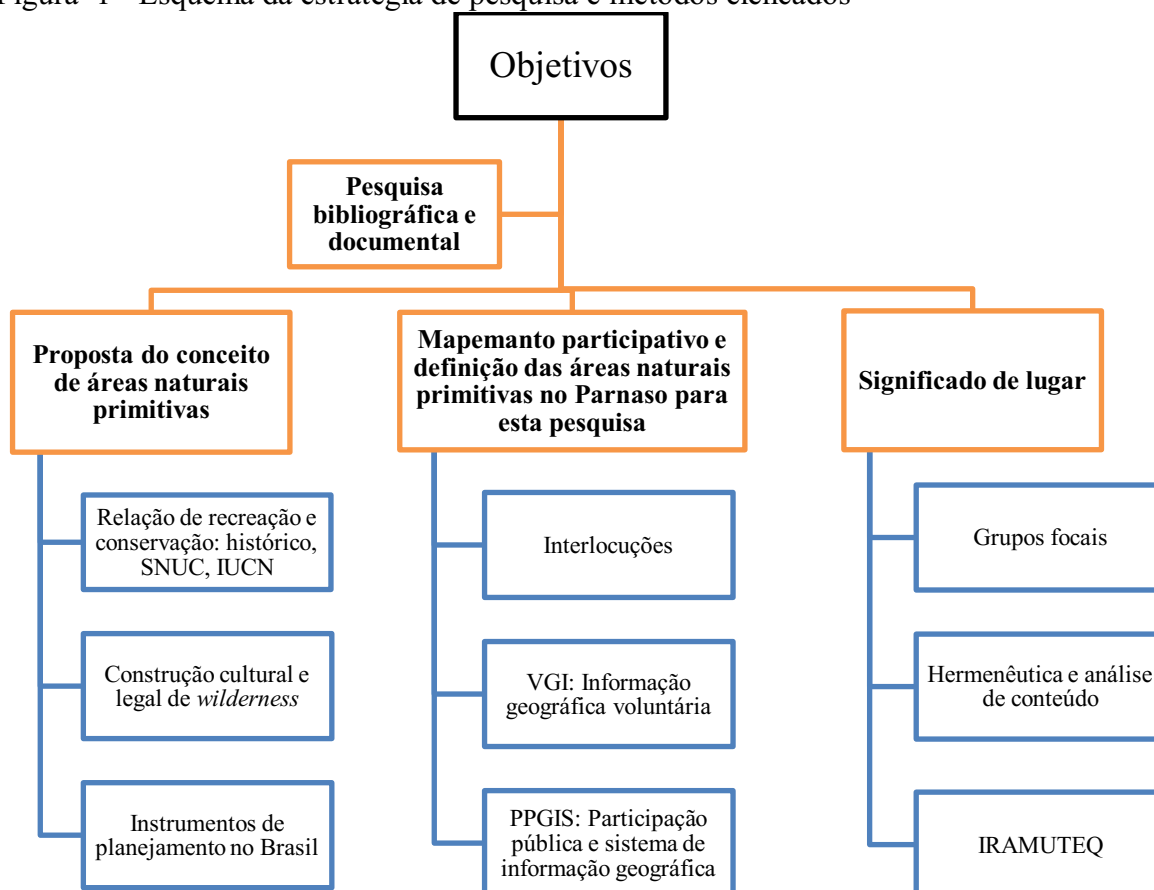 Figura 1 - Esquema da estratégia de pesquisa e métodos elencados
Objetivos
Pesquisa
bibliográfica e
documental
Proposta do conceito
de áreas naturais
primitivas
Relação de recreação e
conservação: histórico,
SNUC, IUCN
Construção cultural e
legal de wilderness
Instrumentos de
planejamento no Brasil
Mapemanto participativo e
definição das áreas naturais
primitivas no Parnaso para
esta pesquisa
Interlocuções
VGI: Informação
geográfica voluntária
PPGIS: Participação
pública e sistema de
informação geográfica
Significado de lugar
Grupos focais
Hermenêutica e análise
de conteúdo
IRAMUTEQ